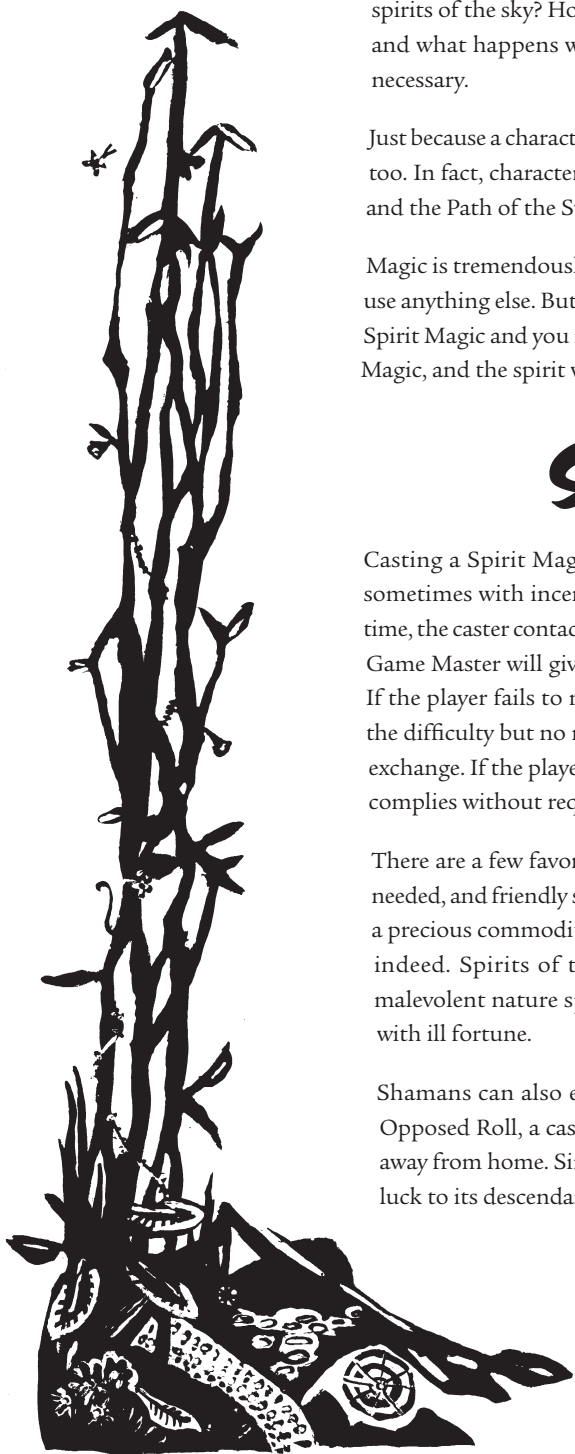 spirits of the sky? Ho
and what happens w
necessary.
Just because a charact
too. In fact, character
and the Path of the S
Magic is tremendousl
use anything else. But
Spirit Magic and you
Magic, and the spirit w
Casting a Spirit Mag
sometimes with incen
time, the caster contac
Game Master will giv
If the player fails to
the difficulty but no
exchange. If the playe
complies without req
There are a few favor
needed, and friendly s
a precious commodit
indeed. Spirits of t
malevolent nature sp
with ill fortune.
Shamans can also e
Opposed Roll, a cas
away from home. Si
luck to its descenda